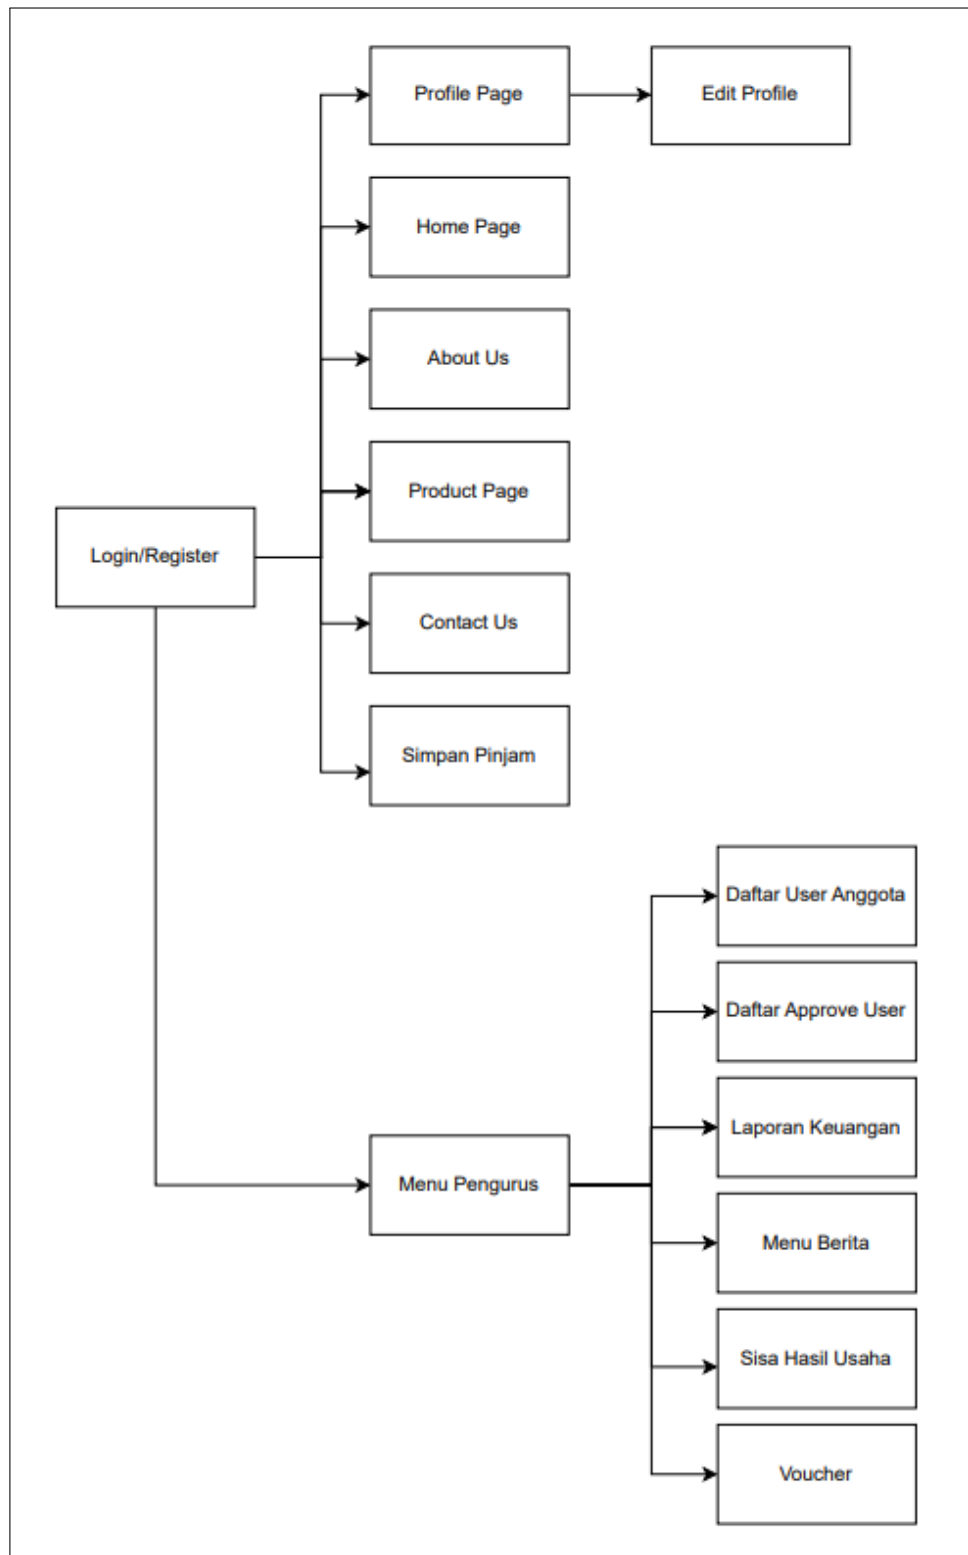 Profile Page
Edit Profile
Home Page
About Us
Product Page
Login/Register
Contact Us
Simpan Pinjam
Daftar User Anggota
Daftar Approve User
Laporan Keuangan
Menu Pengurus
Menu Berita
Sisa Hasil Usaha
Voucher